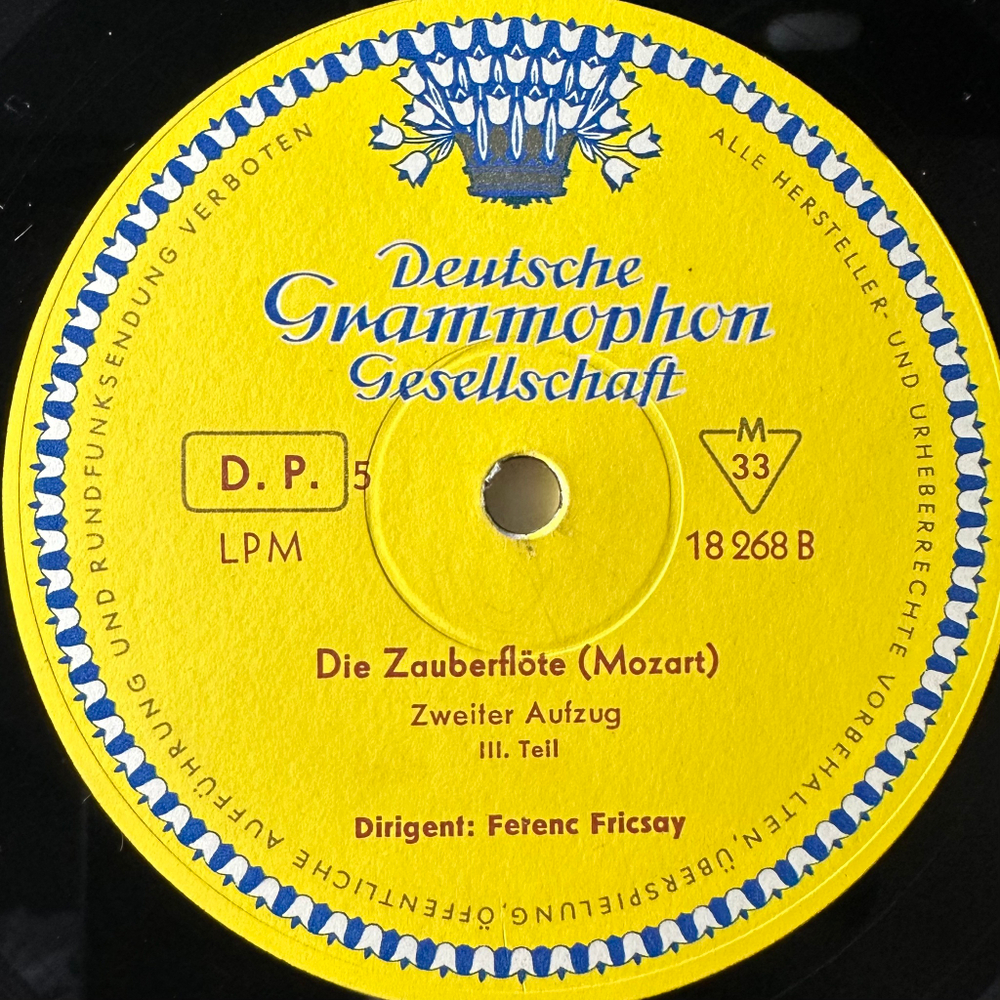 Deutsche
Grammophon
Gesellschaft
D. P. 5
M
33
LPM
18 268 B
Die Zauberflöte (Mozart)
Zweiter Aufzug
III. Teil
Dirigent: Ferenc Fricsay
ALLE HERSTELLER- UND URHEBERRECHTE VORBEHALTEN, ÜBERSPIELUNG, ÖFFENTLICHE AUFFÜHRUNG UND RUNDFUNKSENDUNG VERBOTEN